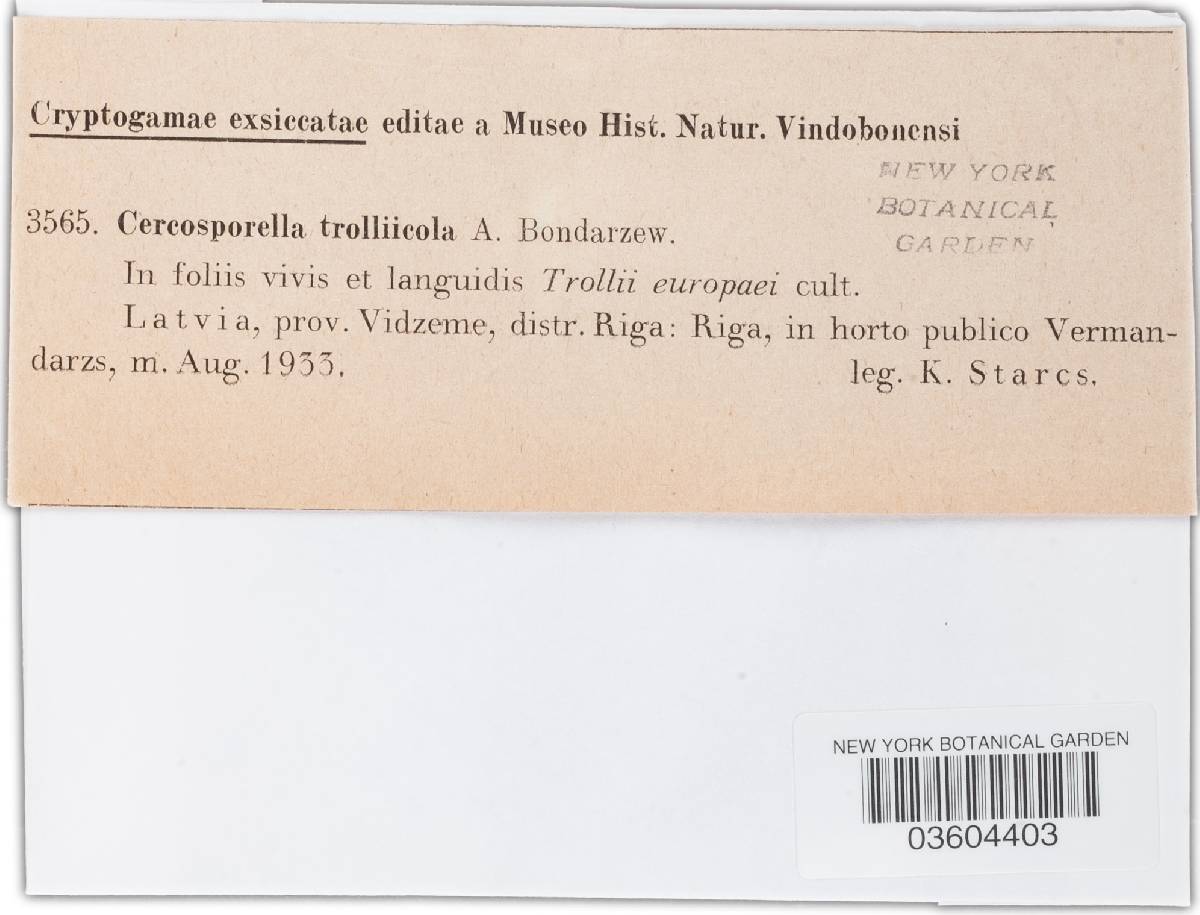 Cryptogamae exsiccatae editae a Museo Hist. Natur. Vindobonensi
NEW YORK
BOTANICAL
GARDEN
3565. Cercosporella trolliicola A. Bondarzew.
In foliis vivis et languidis Trollii europaei cult.
Latvia, prov. Vidzeme, distr. Riga: Riga, in horto publico Verman-
darzs, m. Aug. 1933. leg. K. Starcs.
NEW YORK BOTANICAL GARDEN
03604403